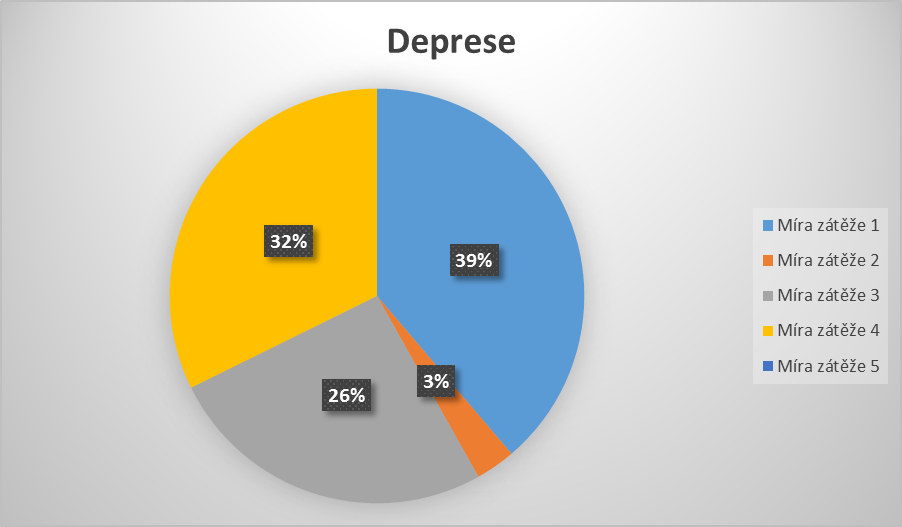 Deprese
32%
39%
3%
26%
Míra zátěže 1
Míra zátěže 2
Míra zátěže 3
Míra zátěže 4
Míra zátěže 5